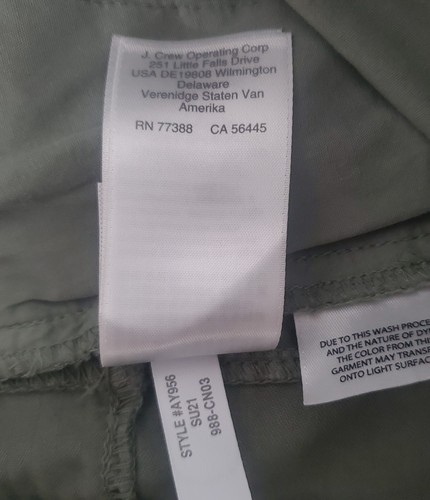 J. Crew Operating Corp
251 Little Falls Drive
USA DE19808 Wilmington
Delaware
Verenidge Staten Van
Amerika
RN 77388 CA 56445
DUE TO THIS WASH PROCE
AND THE NATURE OF DY
THE COLOR FROM THI
GARMENT MAY TRANSF
ONTO LIGHT SURFAC
STYLE #AY956
SU21
988-CN03